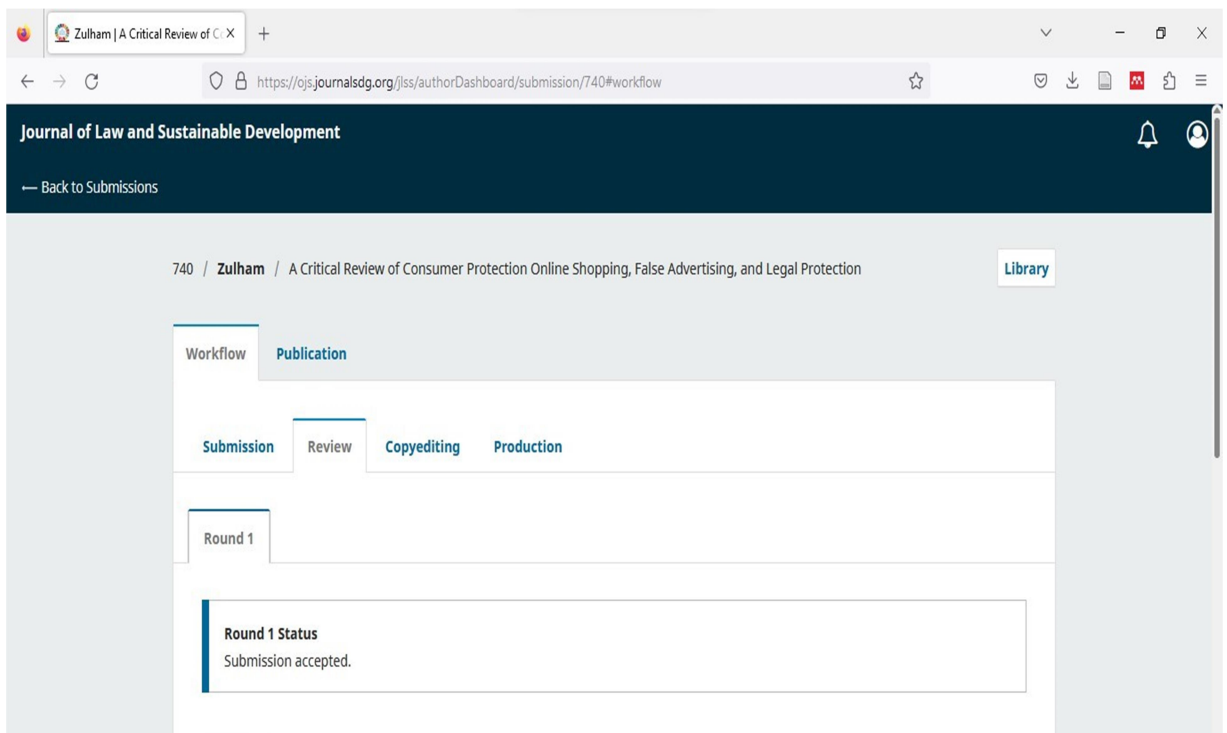 Zulham | A Critical Review of C
https://ojs.journalsdg.org/jlss/authorDashboard/submission/740#workflow
Journal of Law and Sustainable Development
← Back to Submissions
740 / Zulham / A Critical Review of Consumer Protection Online Shopping, False Advertising, and Legal Protection
Library
Workflow Publication
Submission Review Copyediting Production
Round 1
Round 1 Status
Submission accepted.